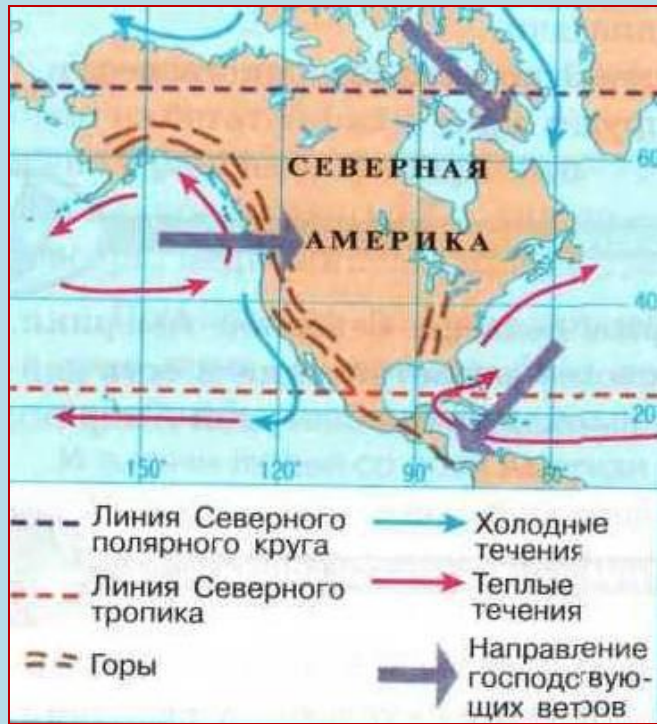 СЕВЕРНАЯ
60
АМЕРИКА
40
20
150°
120°
90°
60°
Линия Северного
полярного круга
Линия Северного
тропика
Горы
Холодные
течения
Теплые
течения
Направление
господствую-
щих ветров